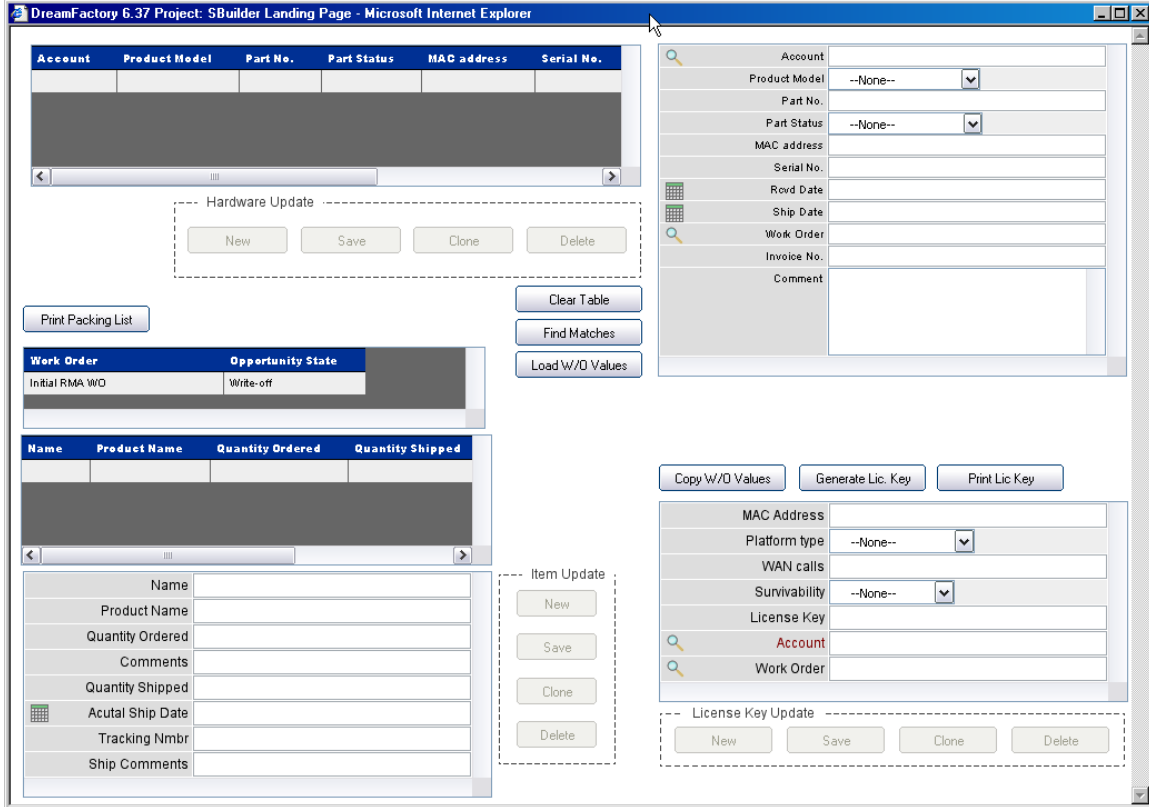 DreamFactory 6.37 Project: SBuilder Landing Page - Microsoft Internet Explorer
Account Product Model Part No. Part Status MAC address Serial No.
Hardware Update
New Save Clone Delete
Account
Product Model --None--
Part No.
Part Status --None--
MAC address
Serial No.
Rcvd Date
Ship Date
Work Order
Invoice No.
Comment
Clear Table
Print Packing List
Find Matches
Load W/O Values
Work Order Opportunity State
Initial RMA WO Write-off
Name Product Name Quantity Ordered Quantity Shipped
Copy W/O Values Generate Lic. Key Print Lic Key
MAC Address
Platform type --None--
WAN calls
Survivability --None--
License Key
Account
Work Order
License Key Update
New Save Clone Delete
Name
Product Name
Quantity Ordered
Comments
Quantity Shipped
Acutal Ship Date
Tracking Nmbr
Ship Comments
Item Update
New
Save
Clone
Delete